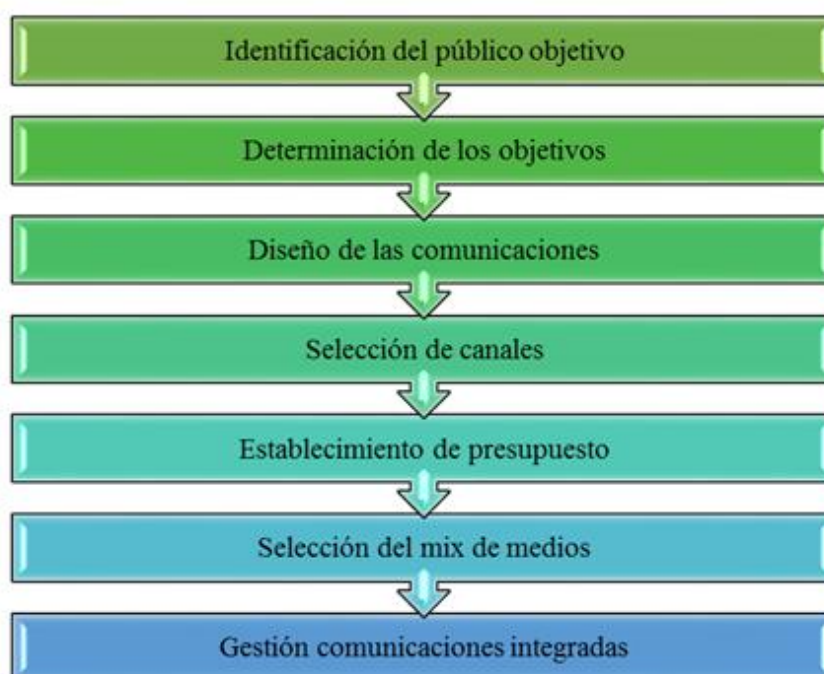 Identificación del público objetivo
Determinación de los objetivos
Diseño de las comunicaciones
Selección de canales
Establecimiento de presupuesto
Selección del mix de medios
Gestión comunicaciones integradas